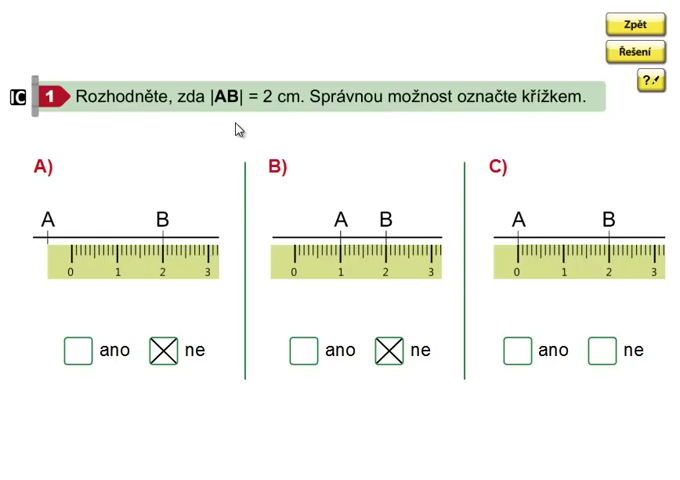 Zpět
Řešení
?
IC 1 Rozhodněte, zda |AB| = 2 cm. Správnou možnost označte křížkem.
A) B) C)
A B A B A B
0 1 2 3 0 1 2 3 0 1 2 3
ano ne ano ne ano ne